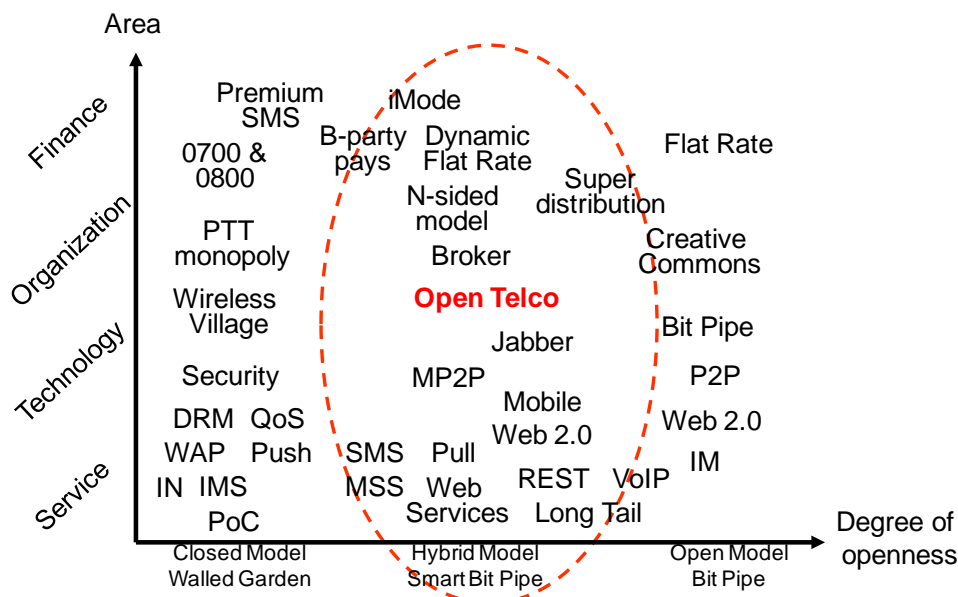 Area
Finance
Organization
Technology
Service
Premium
SMS
iMode
B-party
pays
Dynamic
Flat Rate
Flat Rate
0700 &
0800
Super
distribution
N-sided
model
PTT
monopoly
Broker
Creative
Commons
Wireless
Village
Open Telco
Bit Pipe
Jabber
Security
MP2P
P2P
Mobile
Web 2.0
DRM QoS
Web 2.0
WAP Push SMS Pull
IM
IN IMS MSS Web
Services
REST VoIP
PoC
Long Tail
Degree of
openness
Closed Model
Walled Garden
Hybrid Model
Smart Bit Pipe
Open Model
Bit Pipe